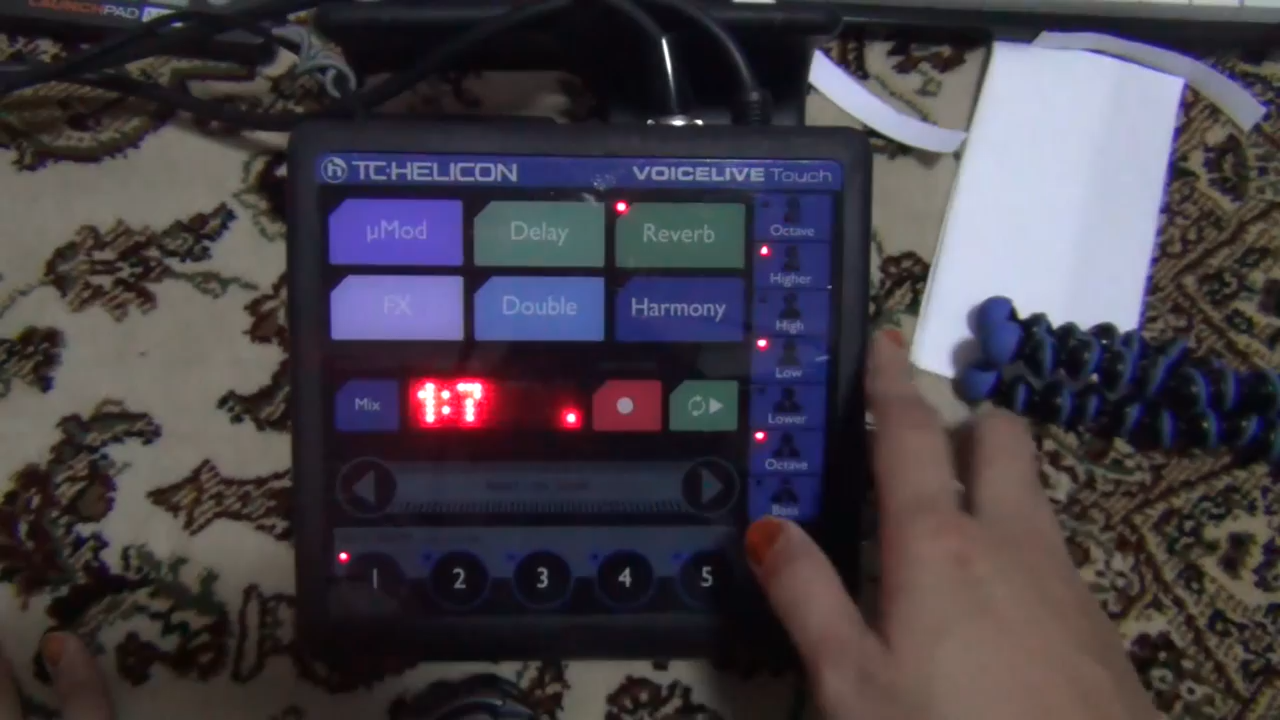 LAUNCHPAD
TC·HELICON
VOICELIVE Touch
µMod
Delay
Reverb
Octave
Higher
FX
Double
Harmony
High
Low
Mix
1:7
Lower
Octave
Bass
1
2
3
4
5